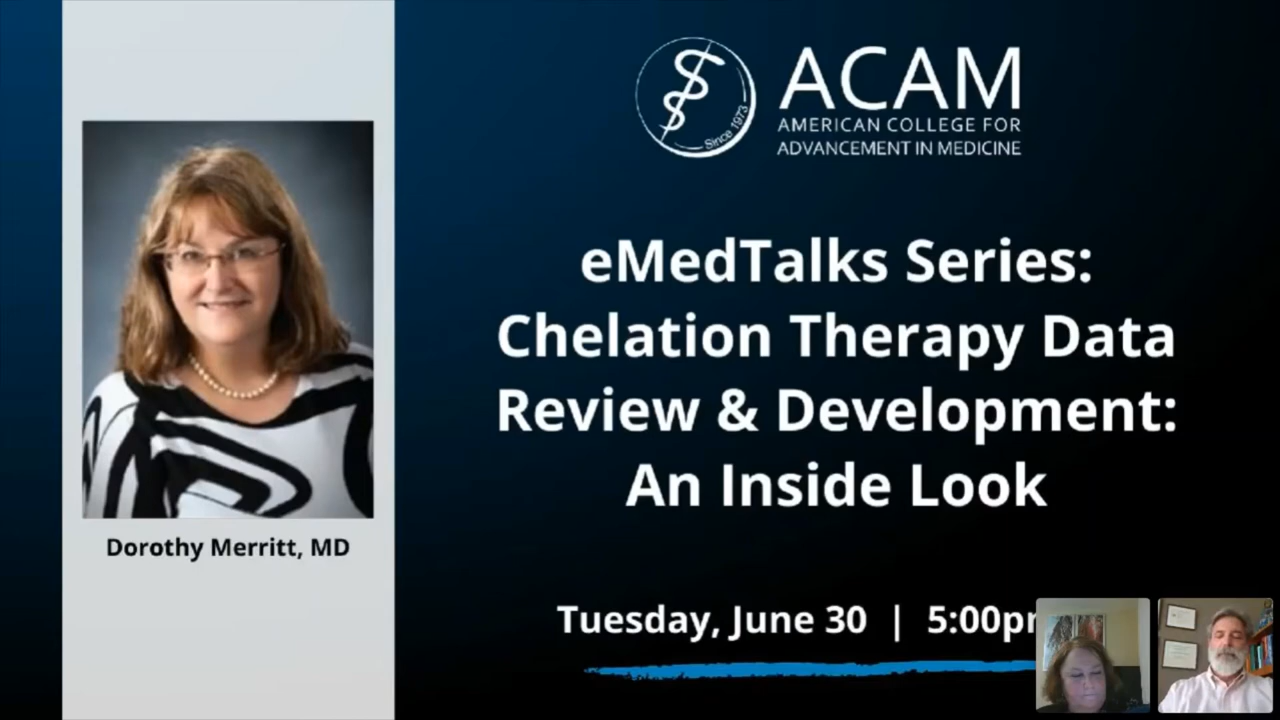 ACAM
AMERICAN COLLEGE FOR
ADVANCEMENT IN MEDICINE
Since 1973
eMedTalks Series:
Chelation Therapy Data
Review & Development:
An Inside Look
Dorothy Merritt, MD
Tuesday, June 30 | 5:00p